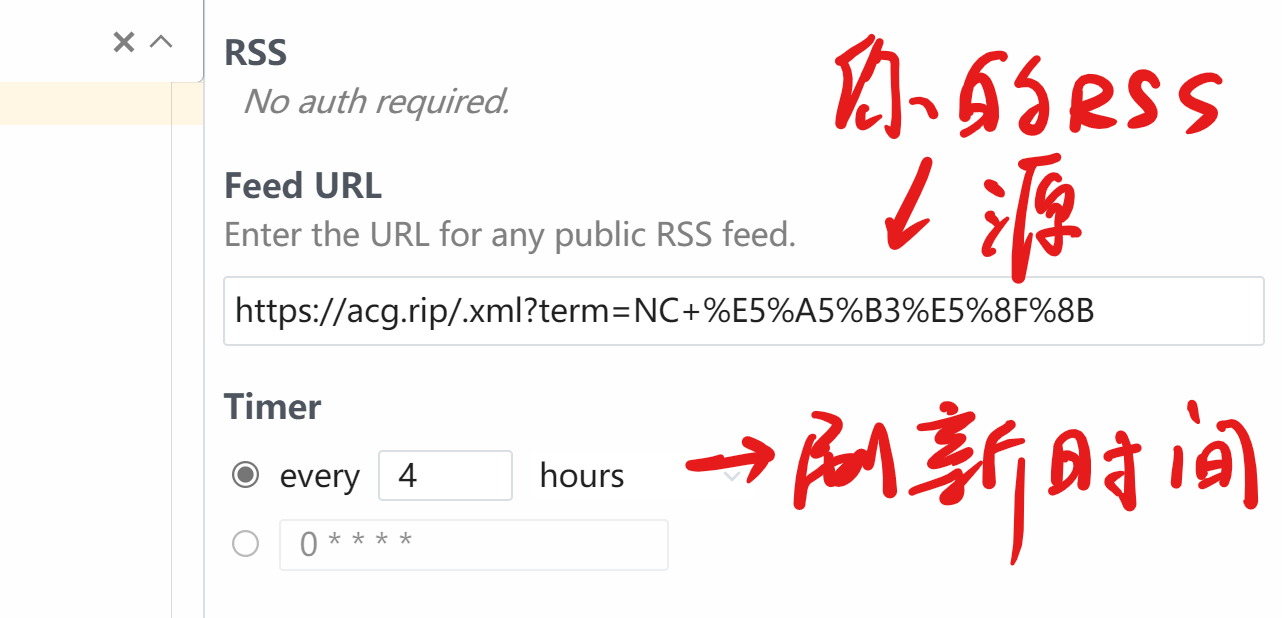 RSS
No auth required.
你的RSS
源
Feed URL
Enter the URL for any public RSS feed.
https://acg.rip/.xml?term=NC+%E5%A5%B3%E5%8F%8B
Timer
every 4 hours
刷新时间
0 * * * *